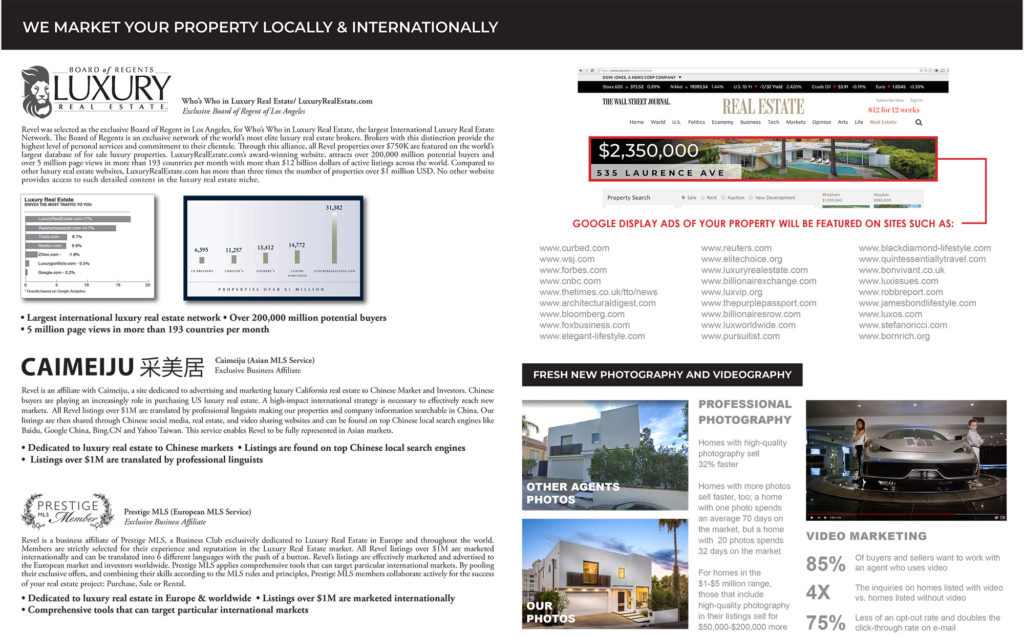 WE MARKET YOUR PROPERTY LOCALLY & INTERNATIONALLY
BOARD of REGENTS
LUXURY
REAL ESTATE
Who's Who in Luxury Real Estate/ LuxuryRealEstate.com
Exclusive Board of Regent of Los Angeles
Revel was selected as the exclusive Board of Regent in Los Angeles, for Who's Who in Luxury Real Estate, the largest International Luxury Real Estate
Network. The Board of Regents is an exclusive network of the world's most elite luxury real estate brokers. Brokers with this distinction provide the
highest level of personal services and commitment to their clientele. Through this alliance, all Revel properties over $750K are featured on the world's
largest database of for sale luxury properties. LuxuryRealEstate.com's award-winning website, attracts over 200,000 million potential buyers and
over 5 million page views in more than 193 countries per month with more than $12 billion dollars of active listings across the world. Compared to
other luxury real estate websites, LuxuryRealEstate.com has more than three times the number of properties over $1 million USD. No other website
provides access to such detailed content in the luxury real estate niche.
Luxury Real Estate
DRIVES THE MOST TRAFFIC TO YOU
LuxuryRealEstate.com 17%
Realtor.com 8.6%
Zillow.com - -1.9%
Luxuryportfolio.com - 0.5%
Google.com - 0.2%
0 5 10 15 20
* Results based on Google Analytics
6,395
11,257
13,412
14,772
31,382
CHRISTIE'S
SOTHEBY'S
LUXURY PORTFOLIO
LUXURYREALESTATE.COM
PROPERTIES OVER $1 MILLION
• Largest international luxury real estate network • Over 200,000 million potential buyers
• 5 million page views in more than 193 countries per month
CAIMEIJU 采美居
Caimeiju (Asian MLS Service)
Exclusive Business Affiliate
Revel is an affiliate with Caimeiju, a site dedicated to advertising and marketing luxury California real estate to Chinese Market and Investors. Chinese
buyers are playing an increasingly role in purchasing US luxury real estate. A high-impact international strategy is necessary to effectively reach new
markets. All Revel listings over $1M are translated by professional linguists making our properties and company information searchable in China. Our
listings are then shared through Chinese social media, real estate, and video sharing websites and can be found on top Chinese local search engines like
Baidu, Google China, Bing,CN and Yahoo Taiwan. This service enables Revel to be fully represented in Asian markets.
• Dedicated to luxury real estate to Chinese markets • Listings are found on top Chinese local search engines
• Listings over $1M are translated by professional linguists
PRESTIGE
MLS Member
Prestige MLS (European MLS Service)
Exclusive Business Affiliate
Revel is a business affiliate of Prestige MLS, a Business Club exclusively dedicated to Luxury Real Estate in Europe and throughout the world.
Members are strictly selected for their experience and reputation in the Luxury Real Estate market. All Revel listings over $1M are marketed
internationally and can be translated into 6 different languages with the push of a button. Revel's listings are effectively marketed and advertised to
the European market and investors worldwide. Prestige MLS applies comprehensive tools that can target particular international markets. By pooling
their exclusive offers, and combining their skills according to the MLS rules and principles, Prestige MLS members collaborate actively for the success
of your real estate project: Purchase, Sale or Rental.
• Dedicated to luxury real estate in Europe & worldwide • Listings over $1M are marketed internationally
• Comprehensive tools that can target particular international markets
DOW JONES, A NEWS CORP COMPANY
Stoxx 600 ▲ 373.52 0.89% Nikkei ▲ 19393.54 1.44% U.S. 10 Yr ▼ -1/32 Yield 2.420% Crude Oil ▼ 53.91 -0.19% Euro ▼ 1.0545 -0.30%
THE WALL STREET JOURNAL.
REAL ESTATE
Subscribe Now Sign In
$12 for 12 weeks
Home World U.S. Politics Economy Business Tech Markets Opinion Arts Life Real Estate
$2,350,000
535 LAURENCE AVE
Property Search
Sale Rent Auction New Development
Houston
GOOGLE DISPLAY ADS OF YOUR PROPERTY WILL BE FEATURED ON SITES SUCH AS:
www.curbed.com
www.wsj.com
www.forbes.com
www.cnbc.com
www.thetimes.co.uk/tto/news
www.architecturaldigest.com
www.bloomberg.com
www.foxbusiness.com
www.elegant-lifestyle.com
www.reuters.com
www.elitechoice.org
www.luxuryrealestate.com
www.billionairexchange.com
www.luxvip.org
www.thepurplepassport.com
www.billionairesrow.com
www.luxworldwide.com
www.pursuitist.com
www.blackdiamond-lifestyle.com
www.quintessentiallytravel.com
www.bonvivant.co.uk
www.luxissues.com
www.robbreport.com
www.jamesbondlifestyle.com
www.luxos.com
www.stefanoricci.com
www.bornrich.org
FRESH NEW PHOTOGRAPHY AND VIDEOGRAPHY
OTHER AGENTS
PHOTOS
OUR
PHOTOS
PROFESSIONAL
PHOTOGRAPHY
Homes with high-quality
photography sell
32% faster
Homes with more photos
sell faster, too; a home
with one photo spends
an average 70 days on
the market, but a home
with 20 photos spends
32 days on the market
For homes in the
$1-$5 million range,
those that include
high-quality photography
in their listings sell for
$50,000-$200,000 more
VIDEO MARKETING
85%
Of buyers and sellers want to work with
an agent who uses video
4X
The inquiries on homes listed with video
vs. homes listed without video
75%
Less of an opt-out rate and doubles the
click-through rate on e-mail